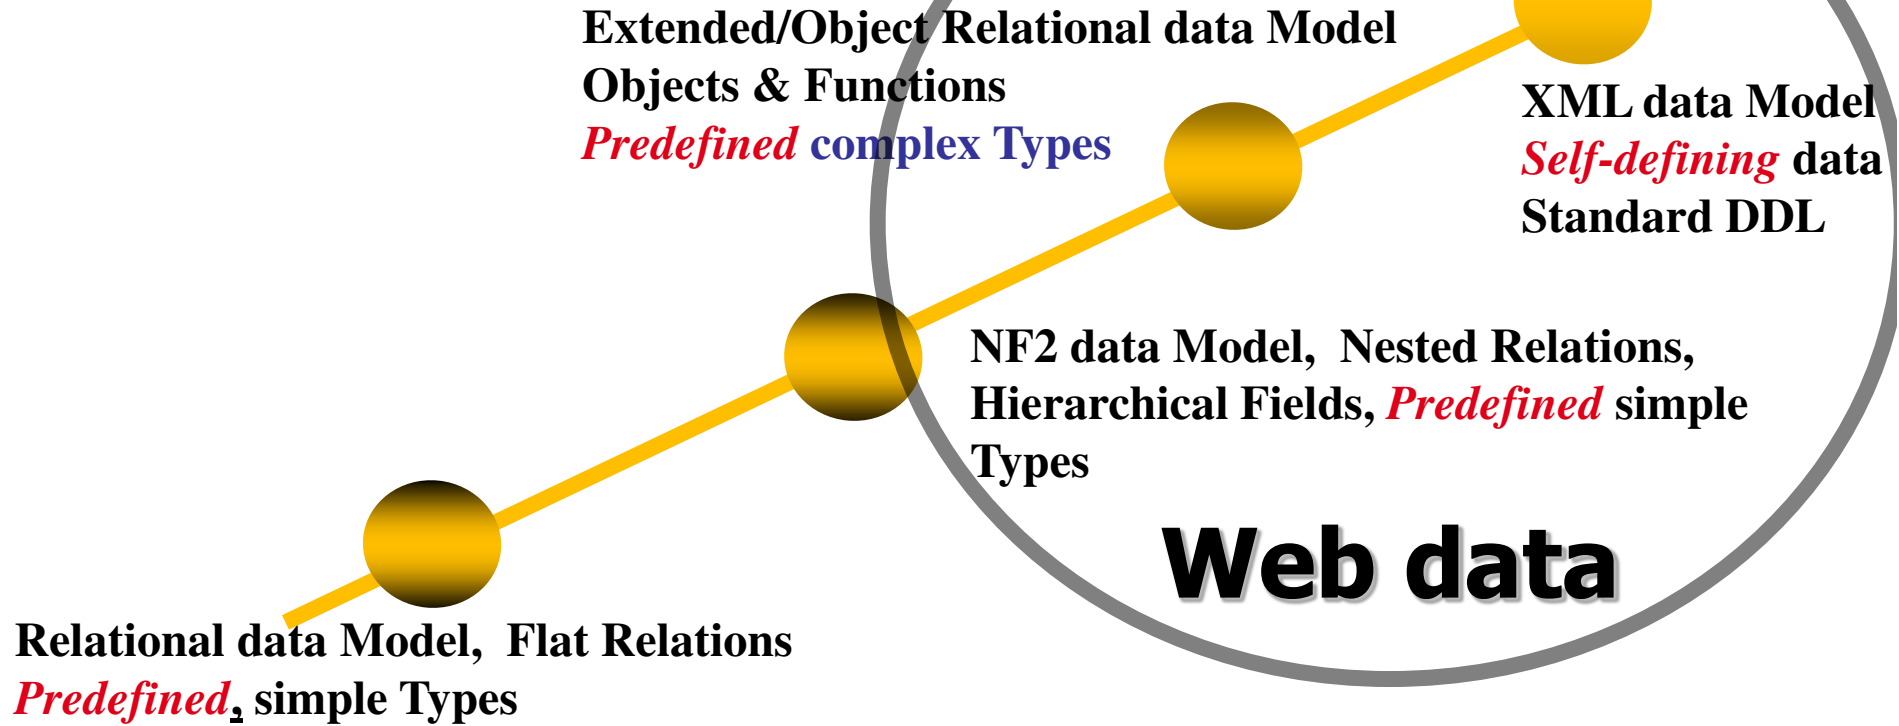 Extended/Object Relational data Model
Objects & Functions
Predefined complex Types
XML data Model
Self-defining data
Standard DDL
NF2 data Model,  Nested Relations,
Hierarchical Fields, Predefined simple
Types
Web data
Relational data Model,  Flat Relations
Predefined, simple Types